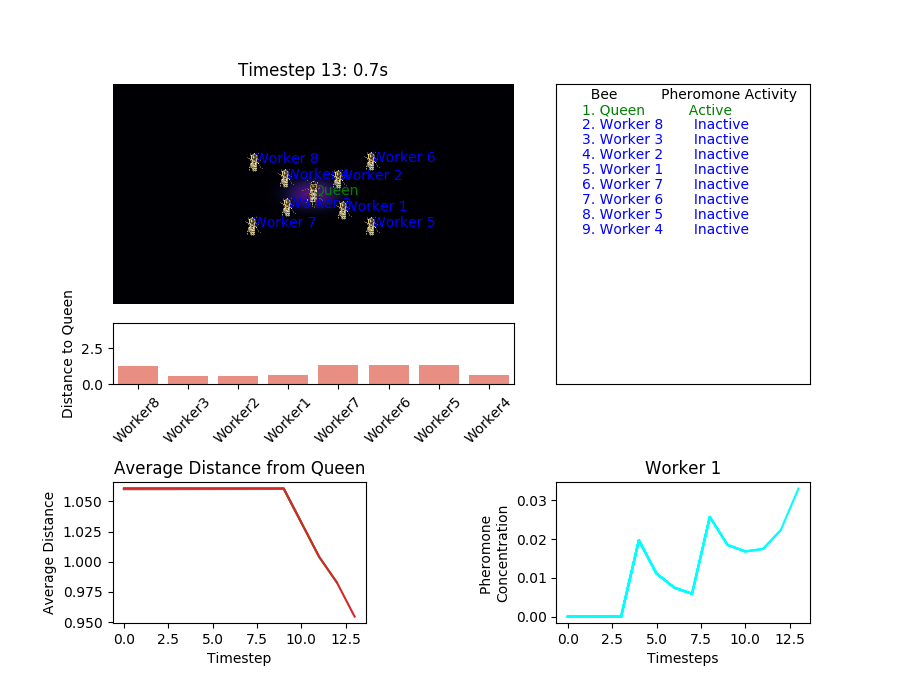 Timestep 13: 0.7s
Worker 8
Worker 6
Worker 2
Queen
Worker 1
Worker 7
Worker 5
Bee Pheromone Activity
1. Queen Active
2. Worker 8 Inactive
3. Worker 3 Inactive
4. Worker 2 Inactive
5. Worker 1 Inactive
6. Worker 7 Inactive
7. Worker 6 Inactive
8. Worker 5 Inactive
9. Worker 4 Inactive
Distance to Queen
2.5
0.0
Worker8 Worker3 Worker2 Worker1 Worker7 Worker6 Worker5 Worker4
Average Distance from Queen
Average Distance
1.050
1.025
1.000
0.975
0.950
0.0 2.5 5.0 7.5 10.0 12.5
Timestep
Worker 1
Pheromone
Concentration
0.03
0.02
0.01
0.00
0.0 2.5 5.0 7.5 10.0 12.5
Timesteps